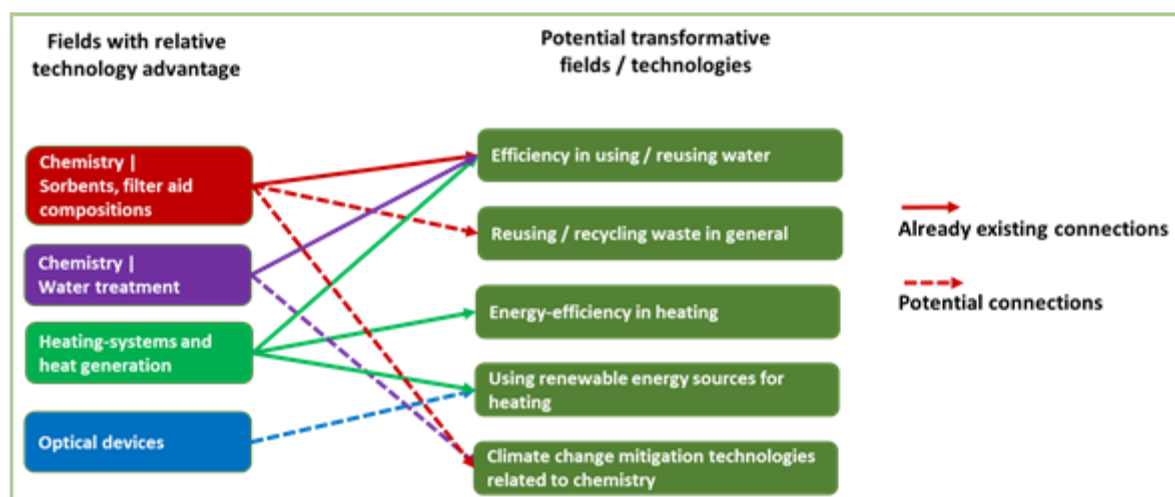 Fields with relative
technology advantage
Potential transformative
fields / technologies
Chemistry |
Sorbents, filter aid
compositions
Chemistry |
Water treatment
Heating-systems and
heat generation
Optical devices
Efficiency in using / reusing water
Reusing / recycling waste in general
Energy-efficiency in heating
Using renewable energy sources for
heating
Climate change mitigation technologies
related to chemistry
Already existing connections
Potential connections